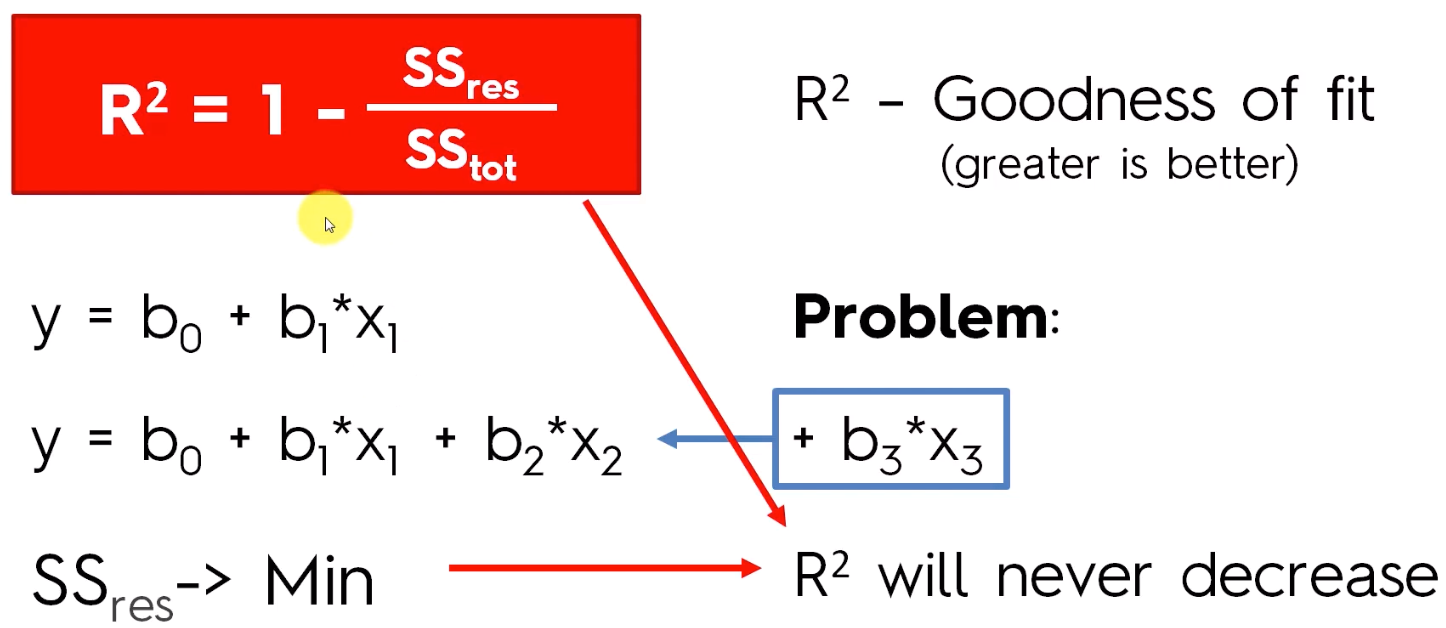 R² = 1 - SSres / SStot
R² – Goodness of fit
(greater is better)
y = b₀ + b₁*x₁
Problem:
y = b₀ + b₁*x₁ + b₂*x₂
+ b₃*x₃
SSres-> Min
R² will never decrease